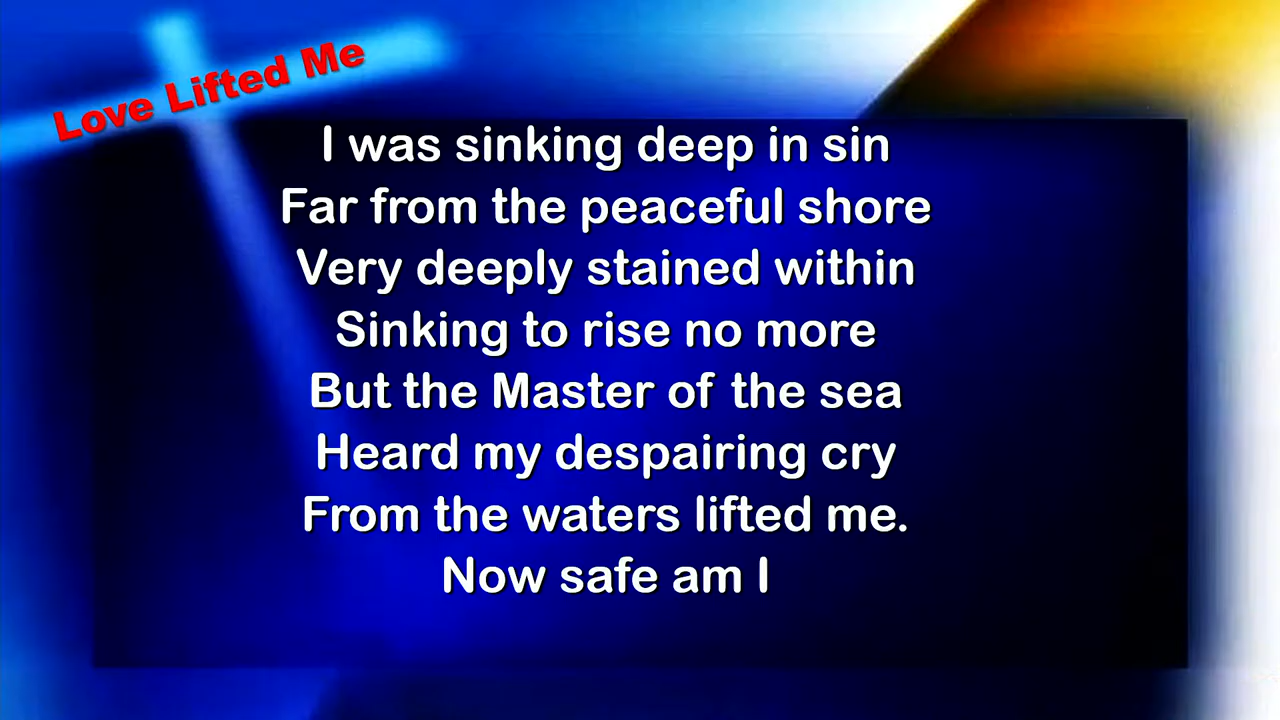 Love Lifted Me
I was sinking deep in sin
Far from the peaceful shore
Very deeply stained within
Sinking to rise no more
But the Master of the sea
Heard my despairing cry
From the waters lifted me.
Now safe am I